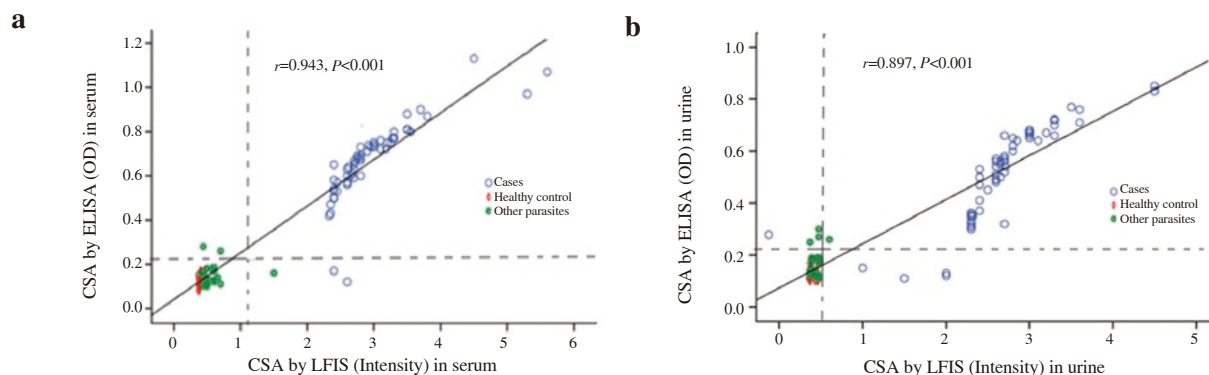 a
CSA by ELISA (OD) in serum
1.2
1.0
0.8
0.6
0.4
0.2
0.0
r=0.943, P<0.001
Cases
Healthy control
Other parasites
0 1 2 3 4 5 6
CSA by LFIS (Intensity) in serum
b
CSA by ELISA (OD) in urine
1.0
0.8
0.6
0.4
0.2
0.0
r=0.897, P<0.001
Cases
Healthy control
Other parasites
0 1 2 3 4 5
CSA by LFIS (Intensity) in urine